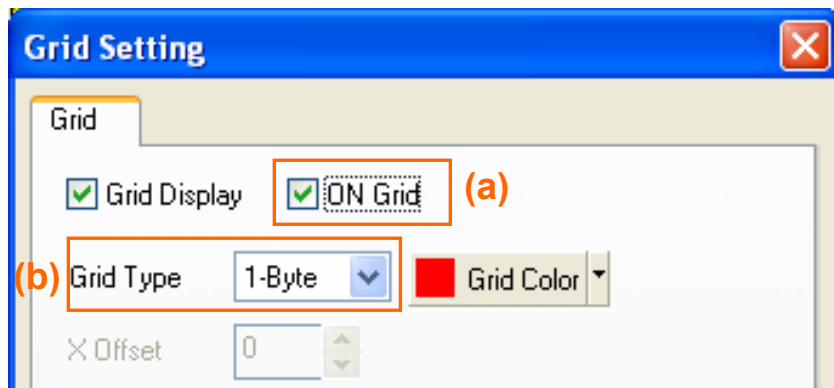 Grid Setting
Grid
Grid Display ON Grid (a)
(b) Grid Type 1-Byte Grid Color
X Offset 0